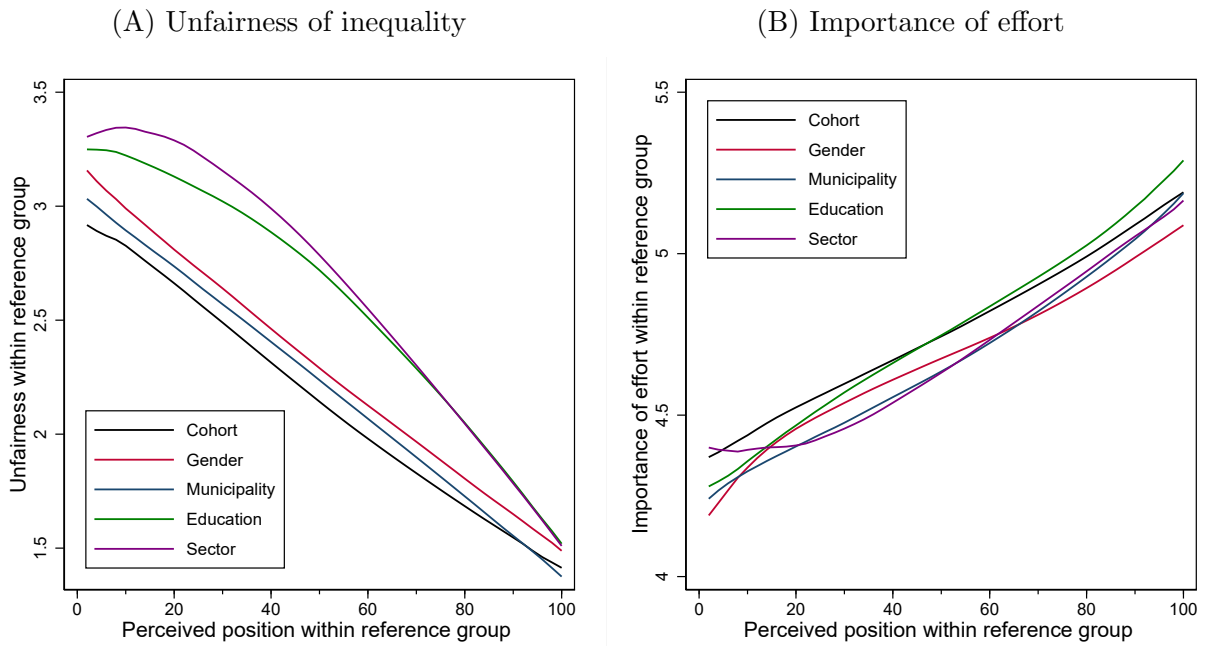 (A) Unfairness of inequality
Unfairness within reference group
3.5
3
2.5
2
1.5
Cohort
Gender
Municipality
Education
Sector
0 20 40 60 80 100
Perceived position within reference group
(B) Importance of effort
Importance of effort within reference group
5.5
5
4.5
4
Cohort
Gender
Municipality
Education
Sector
0 20 40 60 80 100
Perceived position within reference group